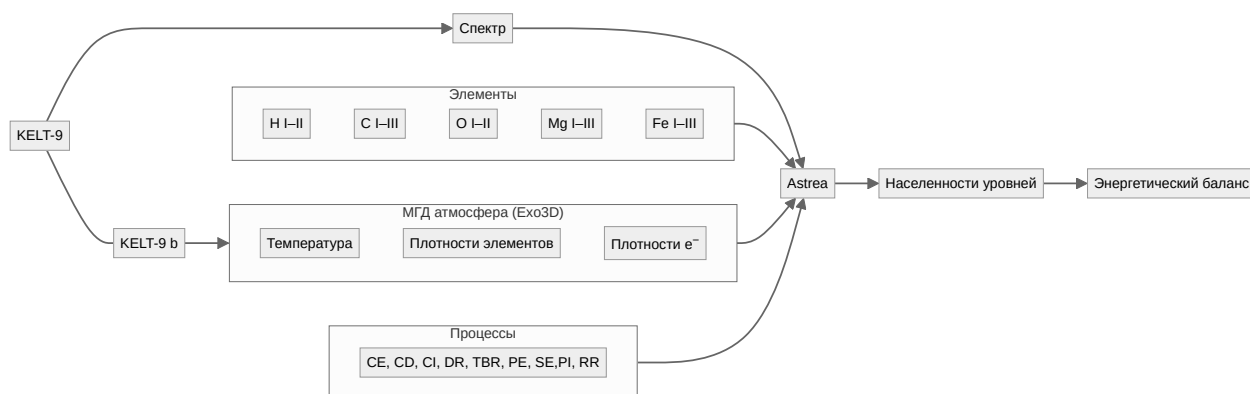 Спектр
Элементы
H I–II
C I–III
O I–II
Mg I–III
Fe I–III
KELT-9
Astrea
Населенности уровней
Энергетический баланс
МГД атмосфера (Exo3D)
KELT-9 b
Температура
Плотности элементов
Плотности e⁻
Процессы
CE, CD, CI, DR, TBR, PE, SE,PI, RR